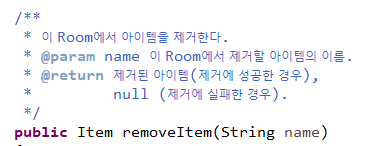 /**
 * 이 Room에서 아이템을 제거한다.
 * @param name 이 Room에서 제거할 아이템의 이름.
 * @return 제거된 아이템(제거에 성공한 경우),
 *         null (제거에 실패한 경우).
 */
public Item removeItem(String name)